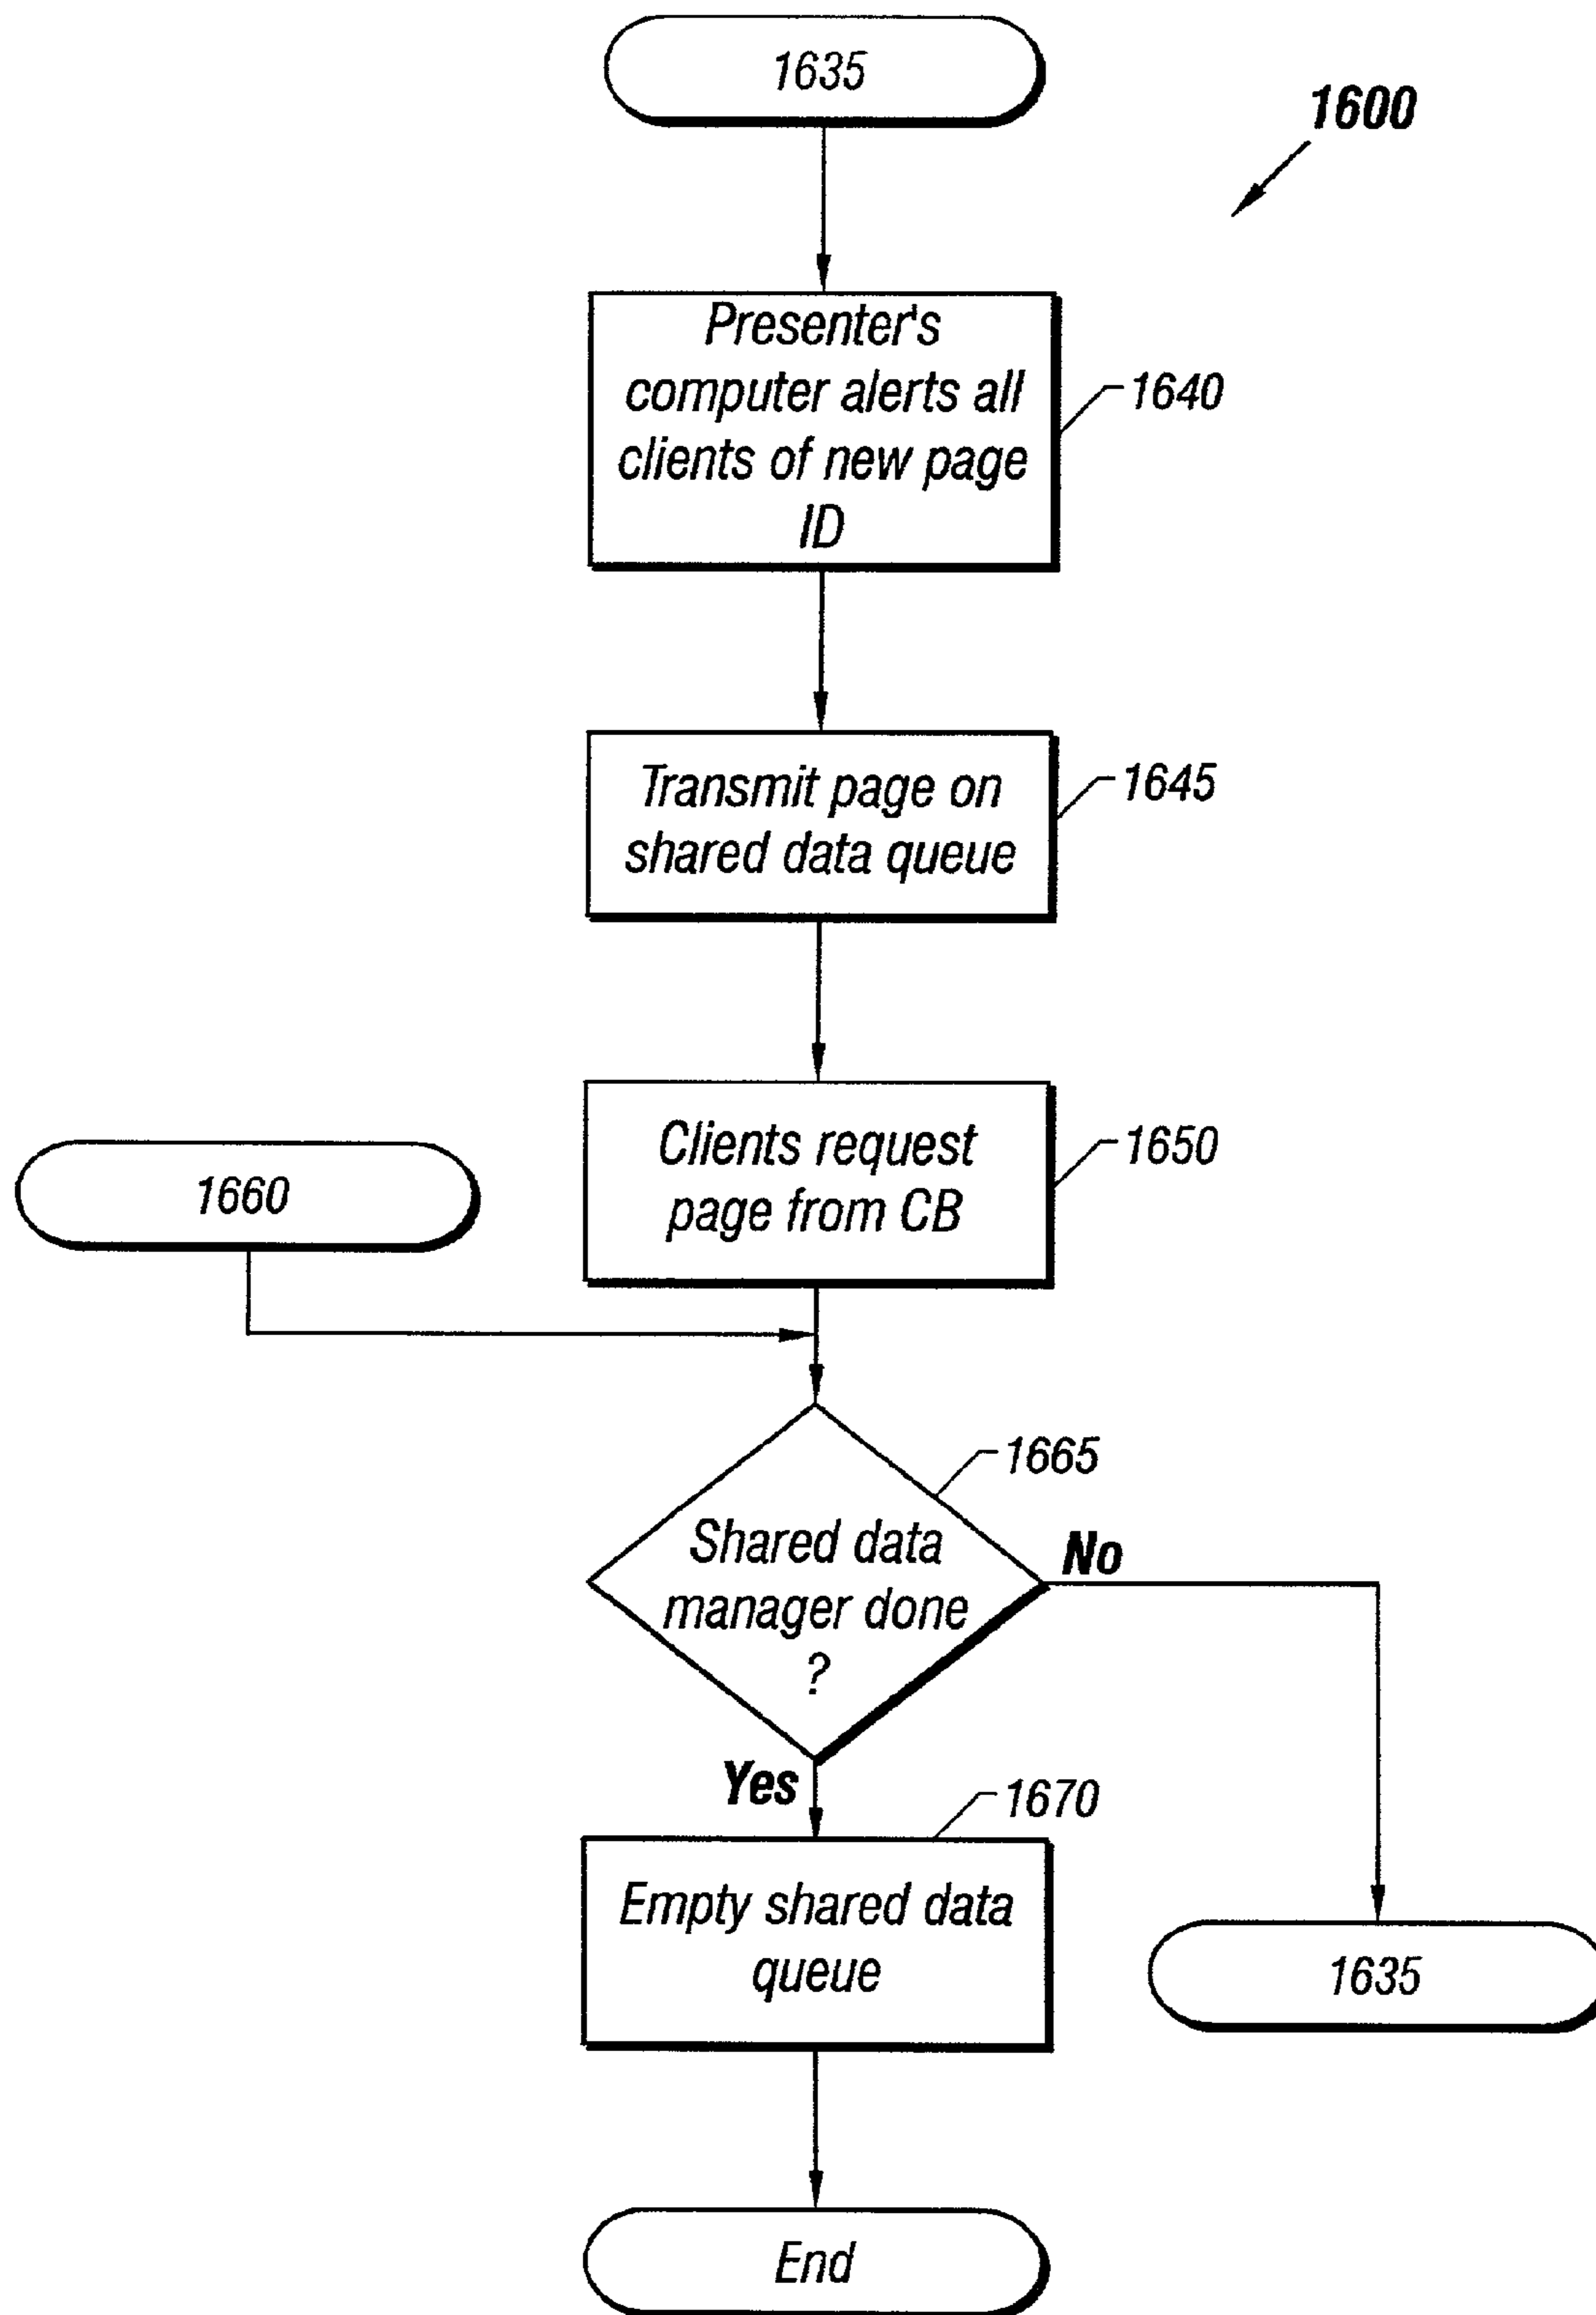 1635
1600
Presenter's
computer alerts all
clients of new page
ID
1640
Transmit page on
shared data queue
1645
Clients request
page from CB
1650
1660
1665
Shared data
manager done
?
No
Yes
1670
Empty shared data
queue
1635
End